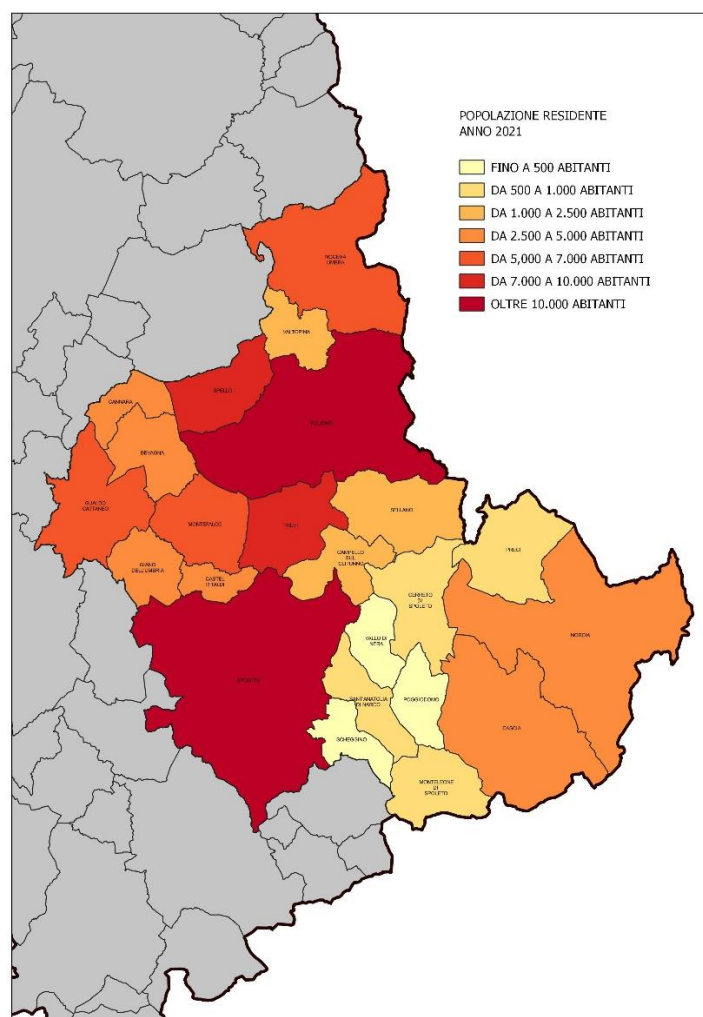 POPOLAZIONE RESIDENTE
ANNO 2021
FINO A 500 ABITANTI
DA 500 A 1.000 ABITANTI
DA 1.000 A 2.500 ABITANTI
DA 2.500 A 5.000 ABITANTI
DA 5,000 A 7.000 ABITANTI
DA 7.000 A 10.000 ABITANTI
OLTRE 10.000 ABITANTI
NOCERA
UMBRA
VALTOPINA
SPELLO
CANNARA
FOLIGNO
BEVAGNA
GUALDO
CATTANEO
MONTEFALCO
TREVI
SELLANO
PRECI
CAMPELLO
SUL
CLITUNNO
GIANO
DELL'UMBRIA
CASTEL
RITALDI
CERRETO
DI
SPOLETO
NORCIA
VALLO DI
NERA
SPOLETO
SANT'ANATOLIA
DI NARCO
POGGIODOMO
CASCIA
SCHEGGINO
MONTELEONE
DI
SPOLETO